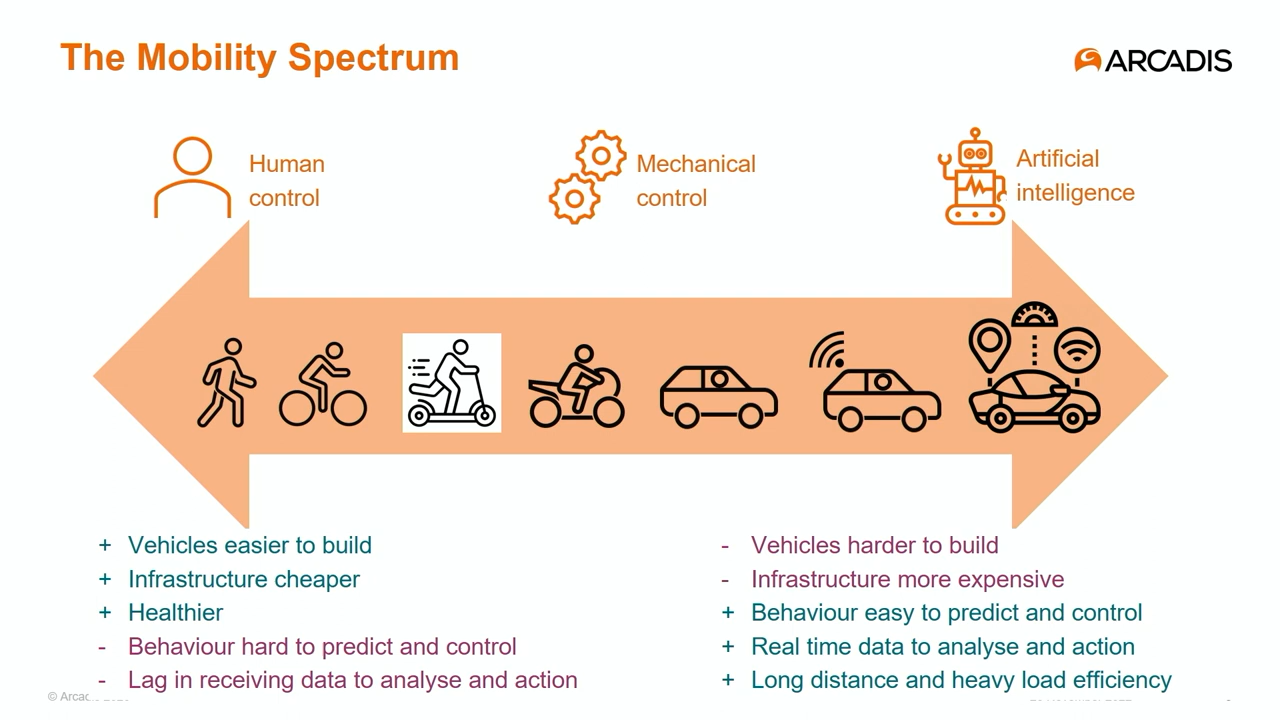 The Mobility Spectrum
ARCADIS
Human
control
Mechanical
control
Artificial
intelligence
+ Vehicles easier to build
+ Infrastructure cheaper
+ Healthier
- Behaviour hard to predict and control
- Lag in receiving data to analyse and action
- Vehicles harder to build
- Infrastructure more expensive
+ Behaviour easy to predict and control
+ Real time data to analyse and action
+ Long distance and heavy load efficiency
©